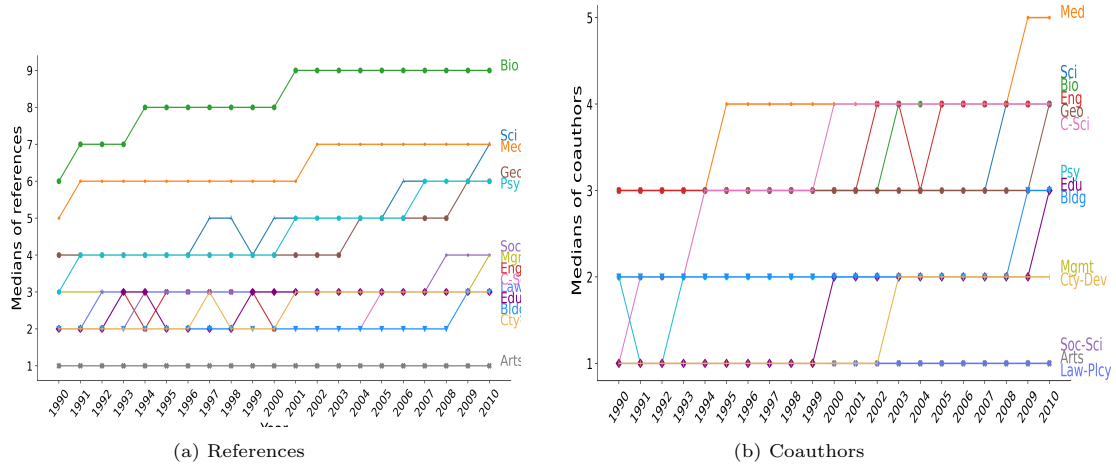 Medians of references
9
8
7
6
5
4
3
2
1
Bio
Sci
Med
Geo
Psy
Soc
Mgm
Eng
C-S
Law
Edu
Bldg
Cty
Arts
1990 1991 1992 1993 1994 1995 1996 1997 1998 1999 2000 2001 2002 2003 2004 2005 2006 2007 2008 2009 2010
Year
(a) References
Medians of coauthors
5
4
3
2
1
Med
Sci
Bio
Eng
Geo
C-Sci
Psy
Edu
Bldg
Mgmt
Cty-Dev
Soc-Sci
Arts
Law-Plcy
1990 1991 1992 1993 1994 1995 1996 1997 1998 1999 2000 2001 2002 2003 2004 2005 2006 2007 2008 2009 2010
(b) Coauthors